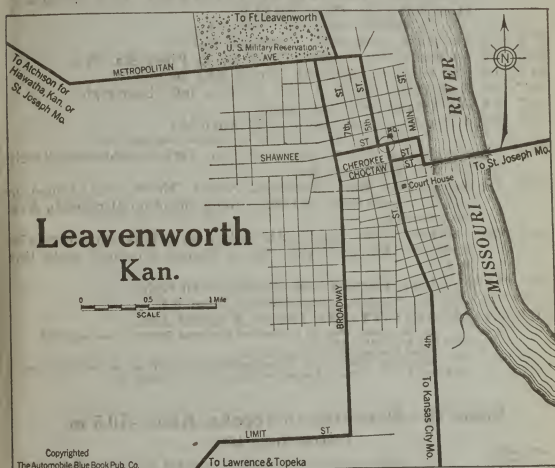 To Ft. Leavenworth
U. S. Military Reservation
AVE.
METROPOLITAN
To Atchison for
Hiawatha, Kan. or
St. Joseph Mo.
N
RIVER
ST.
ST.
ST.
7th
5th
MAIN
ST.
ST.
ST.
SHAWNEE
CHEROKEE
CHOCTAW
To St. Joseph Mo.
Court House
ST.
Leavenworth
Kan.
0 0.5 1 Mile
SCALE
MISSOURI
BROADWAY
4th
To Kansas City Mo.
LIMIT ST.
To Lawrence & Topeka
Copyrighted
The Automobile Blue Book Pub. Co.